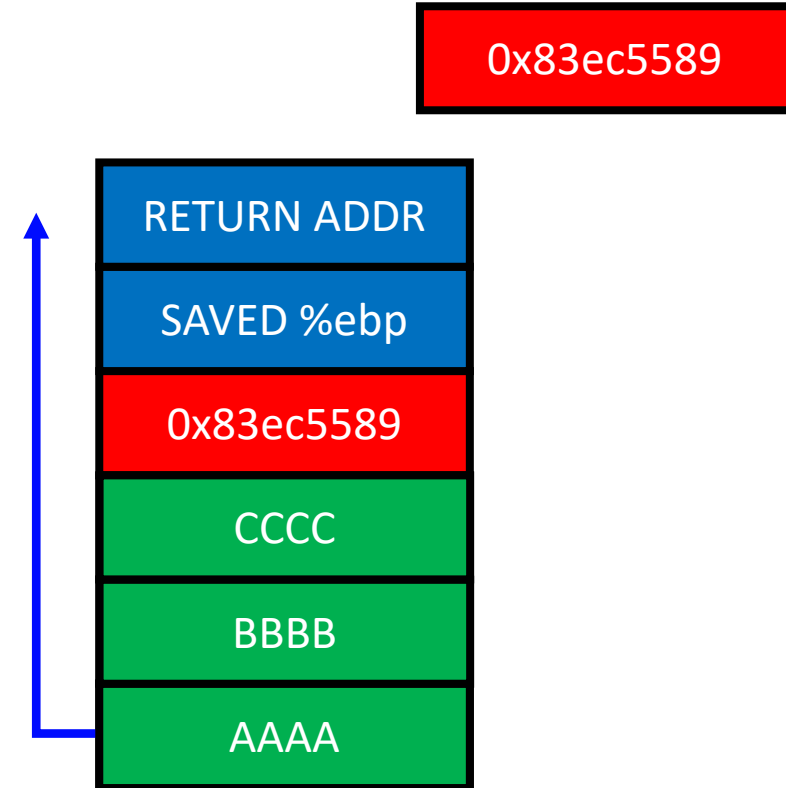 0x83ec5589
RETURN ADDR
SAVED %ebp
0x83ec5589
CCCC
BBBB
AAAA